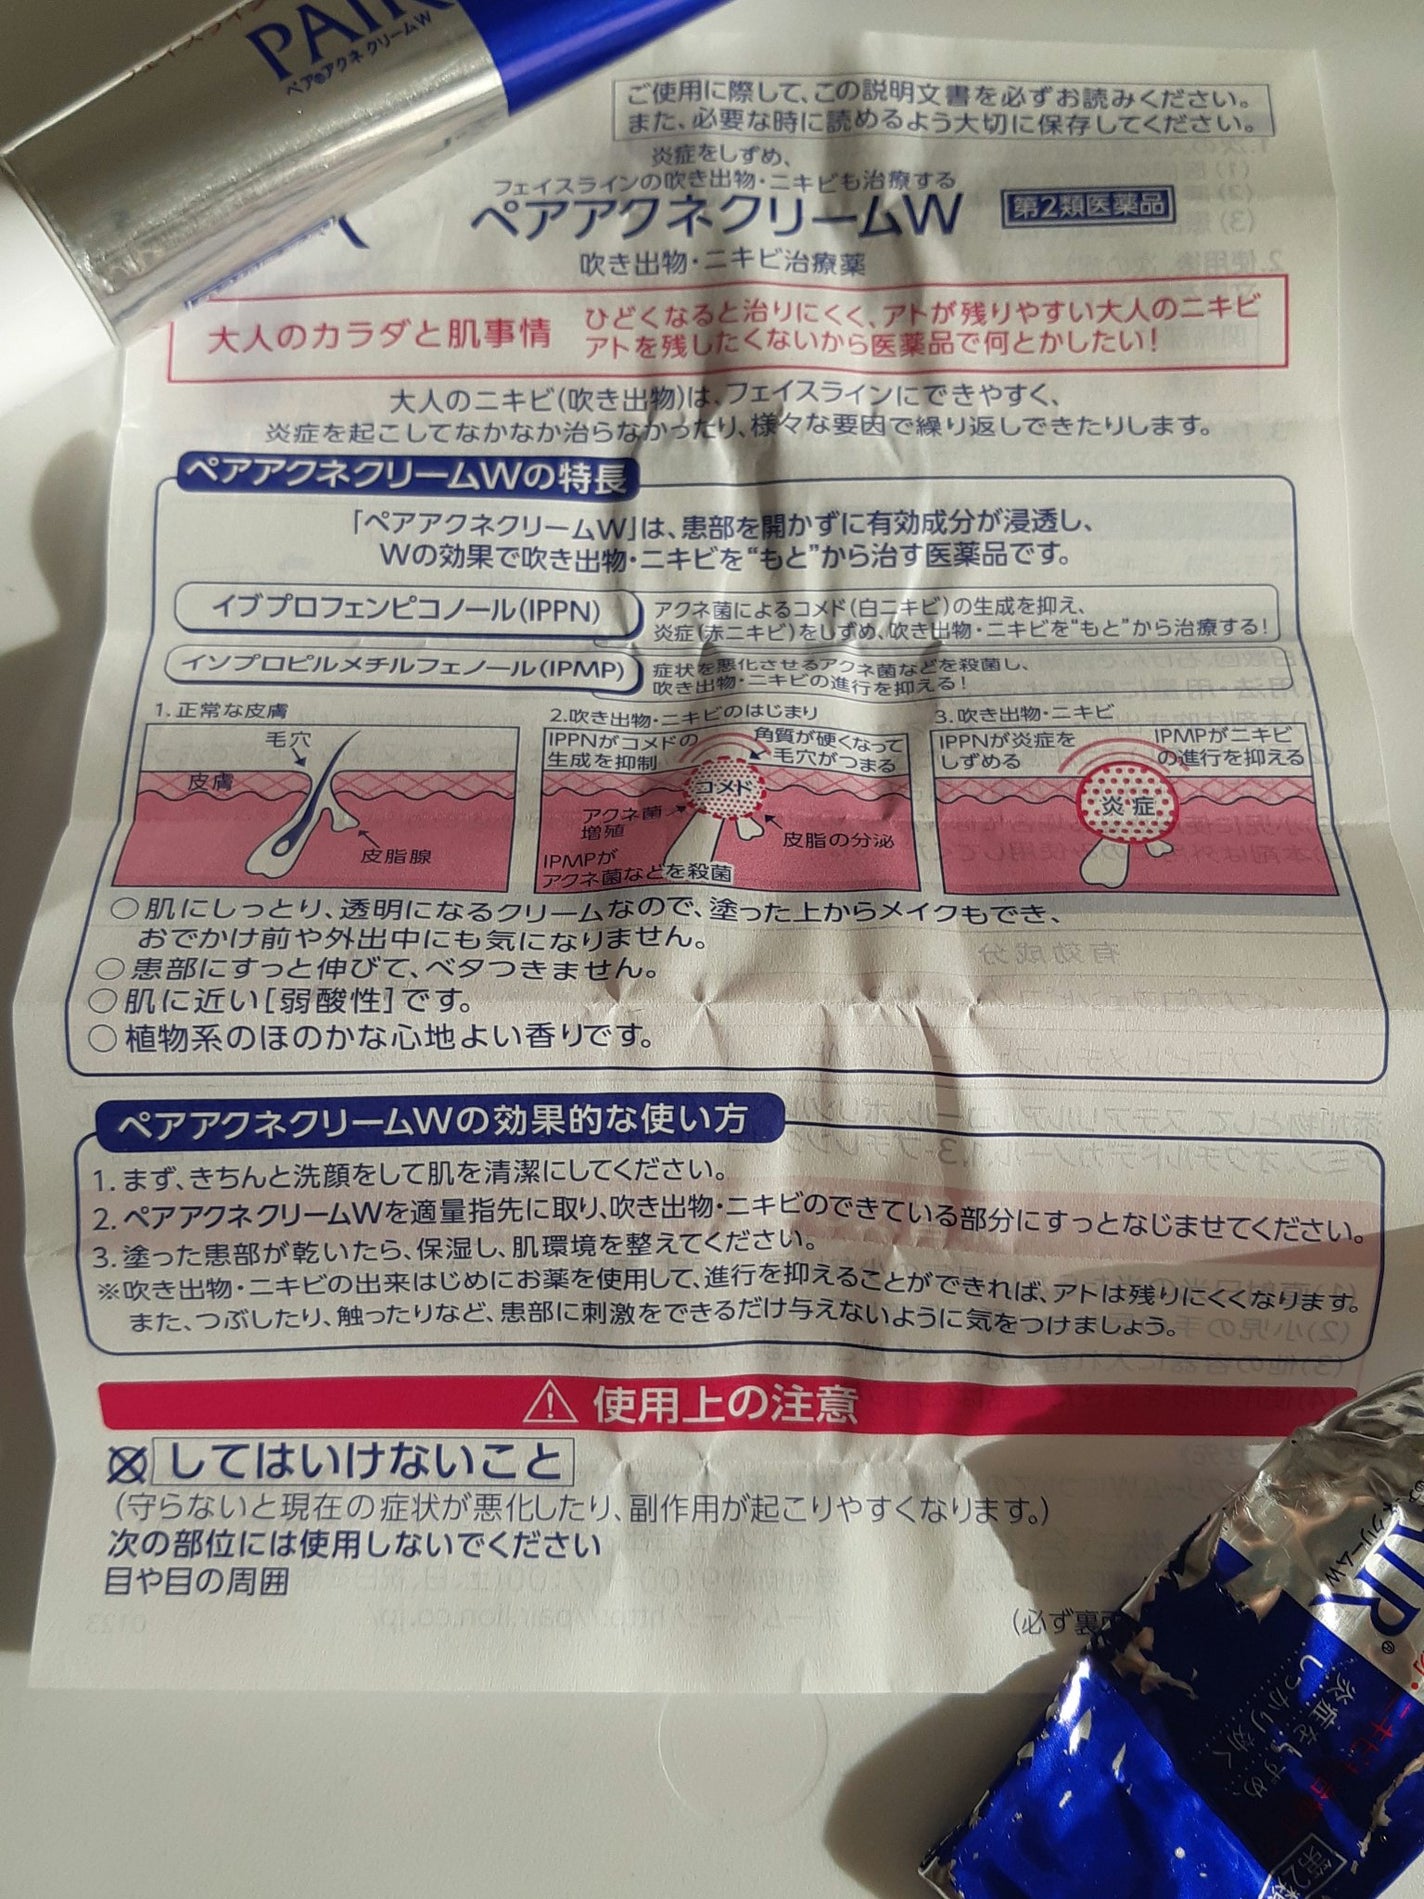 PAIR
ペア®アクネクリームW
ご使用に際して、この説明文書を必ずお読みください。
また、必要な時に読めるよう大切に保存してください。
炎症をしずめ、
フェイスラインの吹き出物・ニキビも治療する
ペアアクネクリームW 第2類医薬品
吹き出物・ニキビ治療薬
大人のカラダと肌事情
ひどくなると治りにくく、アトが残りやすい大人のニキビ
アトを残したくないから医薬品で何とかしたい!
大人のニキビ(吹き出物)は、フェイスラインにできやすく、
炎症を起こしてなかなか治らなかったり、様々な要因で繰り返しできたりします。
ペアアクネクリームWの特長
「ペアアクネクリームW」は、患部を開かずに有効成分が浸透し、
Wの効果で吹き出物・ニキビを“もと”から治す医薬品です。
イブプロフェンピコノール(IPPN)
アクネ菌によるコメド(白ニキビ)の生成を抑え、
炎症(赤ニキビ)をしずめ、吹き出物・ニキビを“もと”から治療する!
イソプロピルメチルフェノール(IPMP)
症状を悪化させるアクネ菌などを殺菌し、
吹き出物・ニキビの進行を抑える!
1.正常な皮膚
毛穴
皮膚
皮脂腺
2.吹き出物・ニキビのはじまり
IPPNがコメドの
生成を抑制
角質が硬くなって
毛穴がつまる
コメド
アクネ菌
増殖
皮脂の分泌
IPMPが
アクネ菌などを殺菌
3.吹き出物・ニキビ
IPPNが炎症を
しずめる
IPMPがニキビ
の進行を抑える
炎症
○肌にしっとり、透明になるクリームなので、塗った上からメイクもでき、
おでかけ前や外出中にも気になりません。
○患部にすっと伸びて、ベタつきません。
○肌に近い[弱酸性]です。
○植物系のほのかな心地よい香りです。
ペアアクネクリームWの効果的な使い方
1.まず、きちんと洗顔をして肌を清潔にしてください。
2.ペアアクネクリームWを適量指先に取り、吹き出物・ニキビのできている部分にすっとなじませてください。
3.塗った患部が乾いたら、保湿し、肌環境を整えてください。
※吹き出物・ニキビの出来はじめにお薬を使用して、進行を抑えることができれば、アトは残りにくくなります。
また、つぶしたり、触ったりなど、患部に刺激をできるだけ与えないように気をつけましょう。
⚠使用上の注意
してはいけないこと
(守らないと現在の症状が悪化したり、副作用が起こりやすくなります。)
次の部位には使用しないでください
目や目の周囲
(必ず裏
炎症をしずめ、
しっかり効く